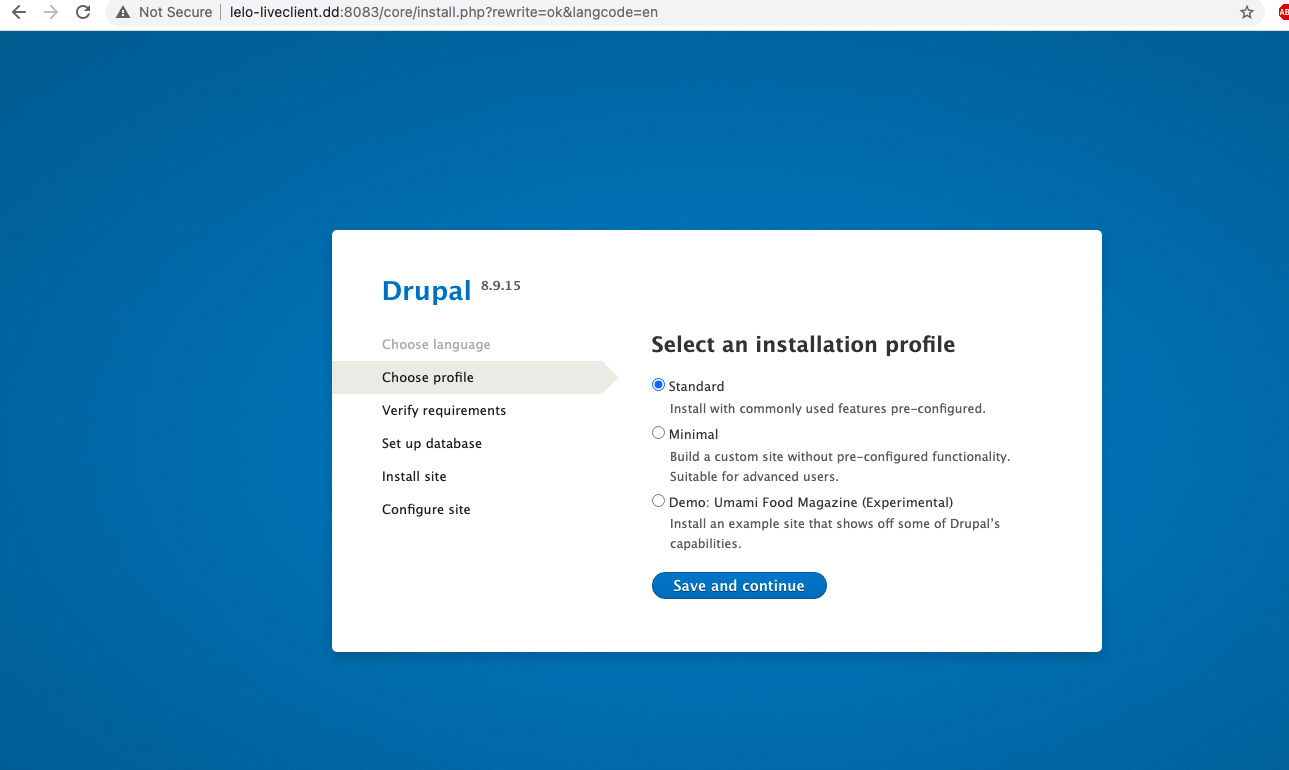 Not Secure lelo-liveclient.dd:8083/core/install.php?rewrite=ok&langcode=en
Drupal 8.9.15
Choose language
Choose profile
Verify requirements
Set up database
Install site
Configure site
Select an installation profile
Standard
Install with commonly used features pre-configured.
Minimal
Build a custom site without pre-configured functionality.
Suitable for advanced users.
Demo: Umami Food Magazine (Experimental)
Install an example site that shows off some of Drupal’s
capabilities.
Save and continue